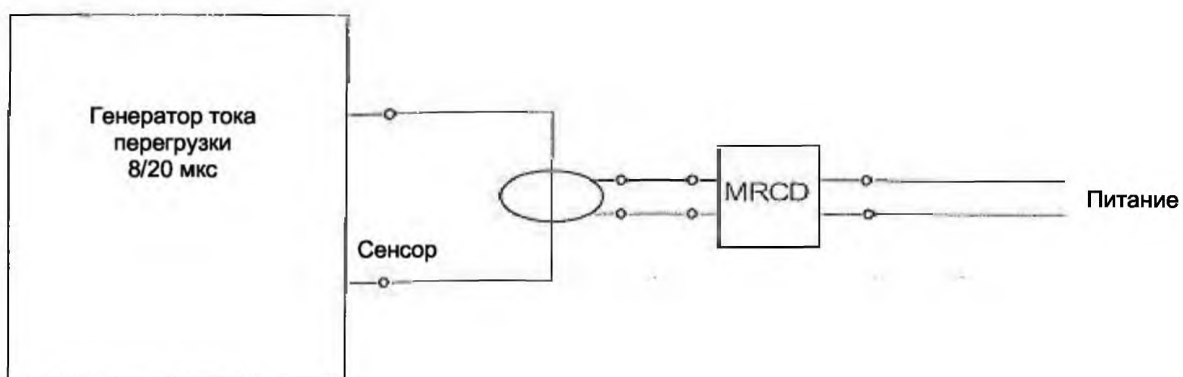 Генератор тока
перегрузки
8/20 мкс
MRCD
Питание
Сенсор